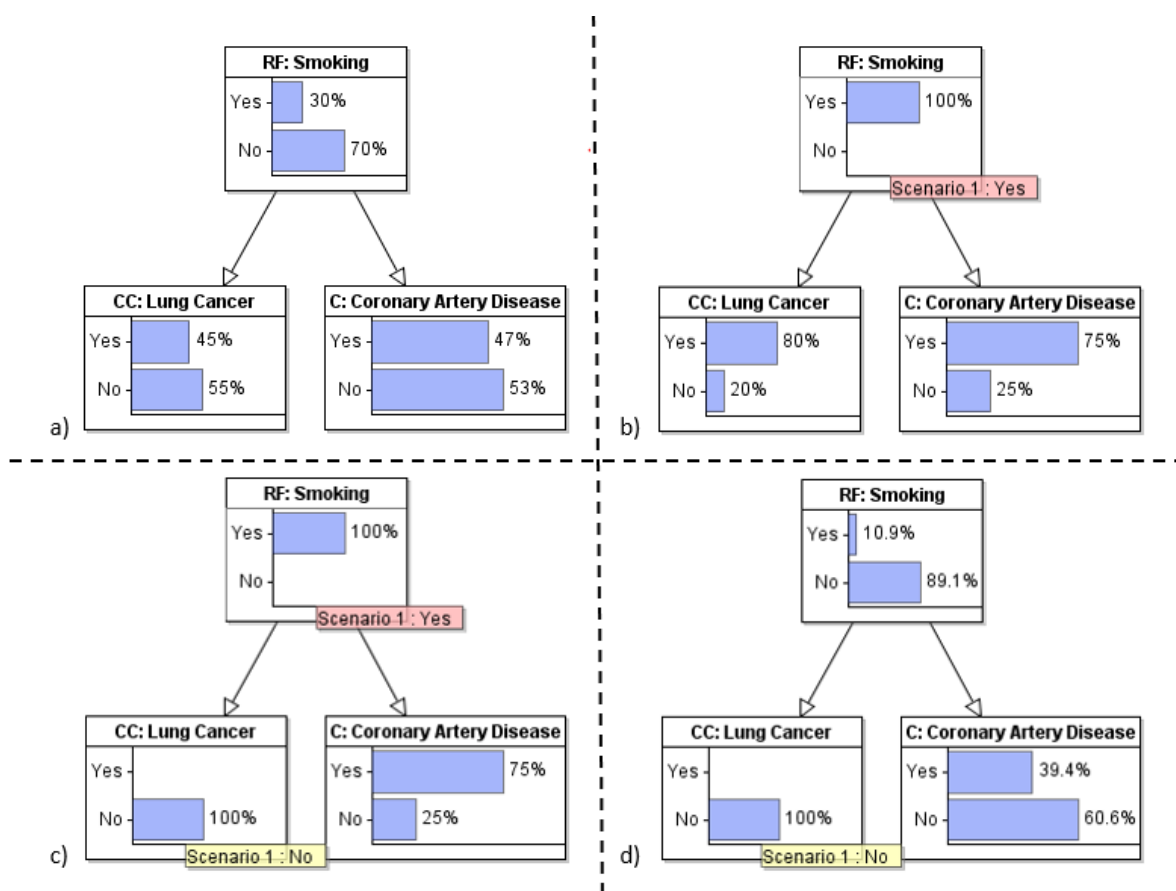 RF: Smoking
Yes 30%
No 70%
CC: Lung Cancer
Yes 45%
No 55%
C: Coronary Artery Disease
Yes 47%
No 53%
a)
RF: Smoking
Yes 100%
No
Scenario 1 : Yes
CC: Lung Cancer
Yes 80%
No 20%
C: Coronary Artery Disease
Yes 75%
No 25%
b)
RF: Smoking
Yes 100%
No
Scenario 1 : Yes
CC: Lung Cancer
Yes
No 100%
Scenario 1 : No
C: Coronary Artery Disease
Yes 75%
No 25%
c)
RF: Smoking
Yes 10.9%
No 89.1%
CC: Lung Cancer
Yes
No 100%
Scenario 1 : No
C: Coronary Artery Disease
Yes 39.4%
No 60.6%
d)